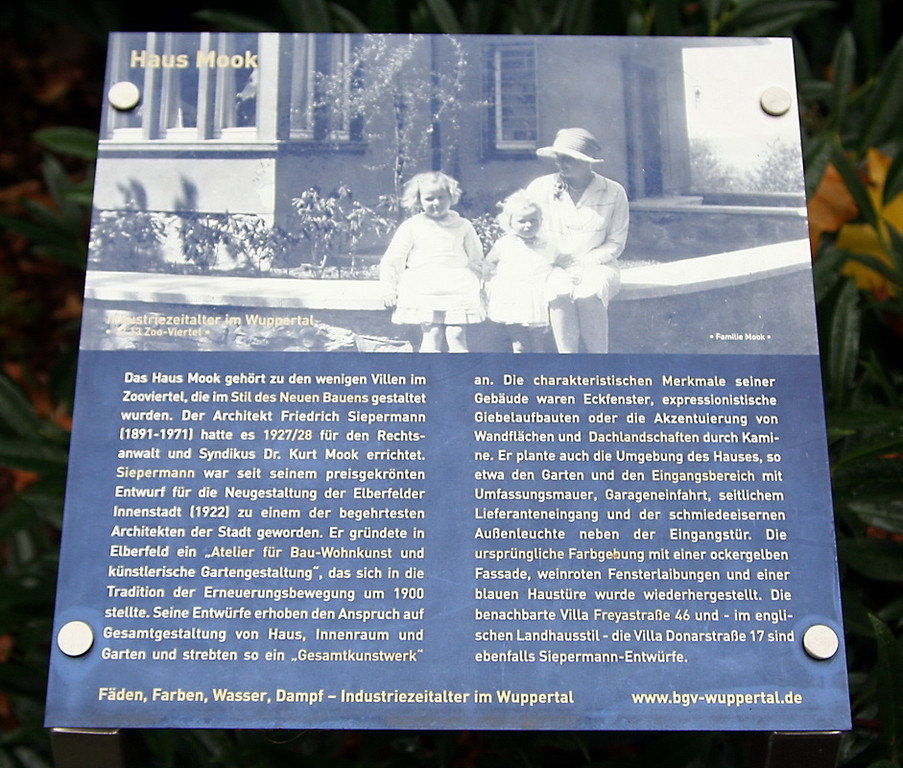 Haus Mook
Industriezeitalter im Wuppertal
Zoo-Viertel •
• Familie Mook •
Das Haus Mook gehört zu den wenigen Villen im
Zooviertel, die im Stil des Neuen Bauens gestaltet
wurden. Der Architekt Friedrich Siepermann
(1891-1971) hatte es 1927/28 für den Rechts-
anwalt und Syndikus Dr. Kurt Mook errichtet.
Siepermann war seit seinem preisgekrönten
Entwurf für die Neugestaltung der Elberfelder
Innenstadt (1922) zu einem der begehrtesten
Architekten der Stadt geworden. Er gründete in
Elberfeld ein „Atelier für Bau-Wohnkunst und
künstlerische Gartengestaltung“, das sich in die
Tradition der Erneuerungsbewegung um 1900
stellte. Seine Entwürfe erhoben den Anspruch auf
Gesamtgestaltung von Haus, Innenraum und
Garten und strebten so ein „Gesamtkunstwerk“
an. Die charakteristischen Merkmale seiner
Gebäude waren Eckfenster, expressionistische
Giebelaufbauten oder die Akzentuierung von
Wandflächen und Dachlandschaften durch Kami-
ne. Er plante auch die Umgebung des Hauses, so
etwa den Garten und den Eingangsbereich mit
Umfassungsmauer, Garageneinfahrt, seitlichem
Lieferanteneingang und der schmiedeeisernen
Außenleuchte neben der Eingangstür. Die
ursprüngliche Farbgebung mit einer ockergelben
Fassade, weinroten Fensterlaibungen und einer
blauen Haustüre wurde wiederhergestellt. Die
benachbarte Villa Freyastraße 46 und - im engli-
schen Landhausstil - die Villa Donarstraße 17 sind
ebenfalls Siepermann-Entwürfe.
Fäden, Farben, Wasser, Dampf – Industriezeitalter im Wuppertal
www.bgv-wuppertal.de